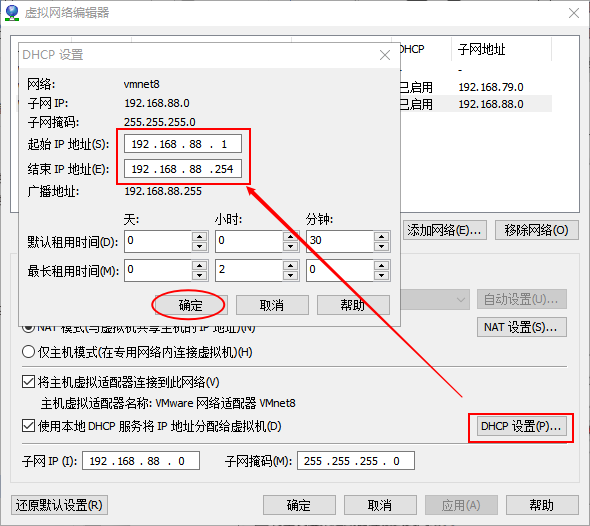 虚拟网络编辑器
DHCP 子网地址
- -
已启用 192.168.79.0
已启用 192.168.88.0
DHCP 设置
网络: vmnet8
子网 IP: 192.168.88.0
子网掩码: 255.255.255.0
起始 IP 地址(S): 192 .168 . 88 . 1
结束 IP 地址(E): 192 .168 . 88 .254
广播地址: 192.168.88.255
天: 小时: 分钟:
默认租用时间(D): 0 0 30
最长租用时间(M): 0 2 0
确定 取消 帮助
添加网络(E)... 移除网络(O)
自动设置(U)...
NAT 模式(与虚拟机共享主机的 IP 地址)(N) NAT 设置(S)...
仅主机模式(在专用网络内连接虚拟机)(H)
将主机虚拟适配器连接到此网络(V)
主机虚拟适配器名称: VMware 网络适配器 VMnet8
使用本地 DHCP 服务将 IP 地址分配给虚拟机(D) DHCP 设置(P)...
子网 IP (I): 192 .168 . 88 . 0 子网掩码(M): 255 .255 .255 . 0
还原默认设置(R) 确定 取消 应用(A) 帮助